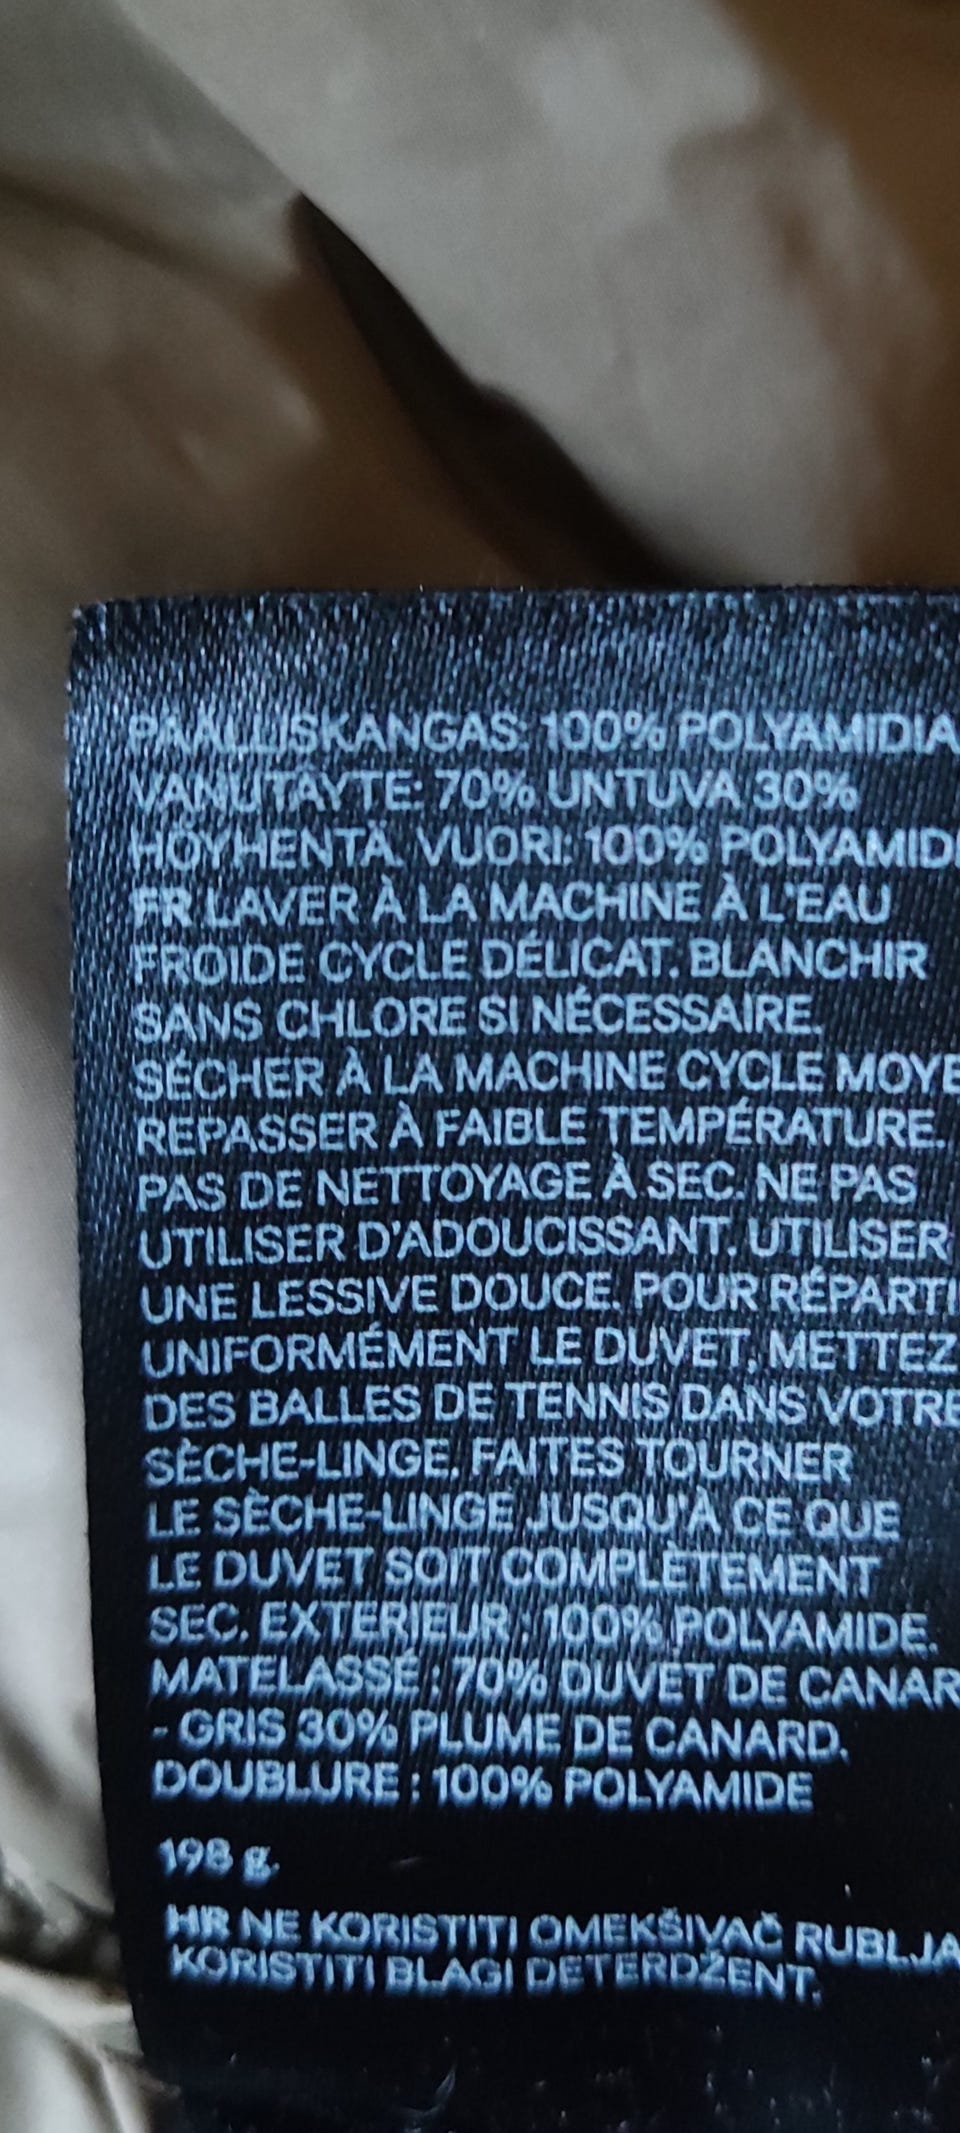 PÄÄLLISKANGAS: 100% POLYAMIDIA
VANUTÄYTE: 70% UNTUVA 30%
HÖYHENTÄ. VUORI: 100% POLYAMIDI
FR LAVER À LA MACHINE À L'EAU
FROIDE CYCLE DÉLICAT. BLANCHIR
SANS CHLORE SI NÉCESSAIRE.
SÉCHER À LA MACHINE CYCLE MOYE
REPASSER À FAIBLE TEMPÉRATURE.
PAS DE NETTOYAGE À SEC. NE PAS
UTILISER D'ADOUCISSANT. UTILISER
UNE LESSIVE DOUCE. POUR RÉPARTI
UNIFORMÉMENT LE DUVET, METTEZ
DES BALLES DE TENNIS DANS VOTRE
SÈCHE-LINGE. FAITES TOURNER
LE SÈCHE-LINGE JUSQU'À CE QUE
LE DUVET SOIT COMPLÈTEMENT
SEC. EXTERIEUR : 100% POLYAMIDE.
MATELASSÉ : 70% DUVET DE CANAR
- GRIS 30% PLUME DE CANARD.
DOUBLURE : 100% POLYAMIDE
198 g.
HR NE KORISTITI OMEKŠIVAČ RUBLJA
KORISTITI BLAGI DETERDŽENT.